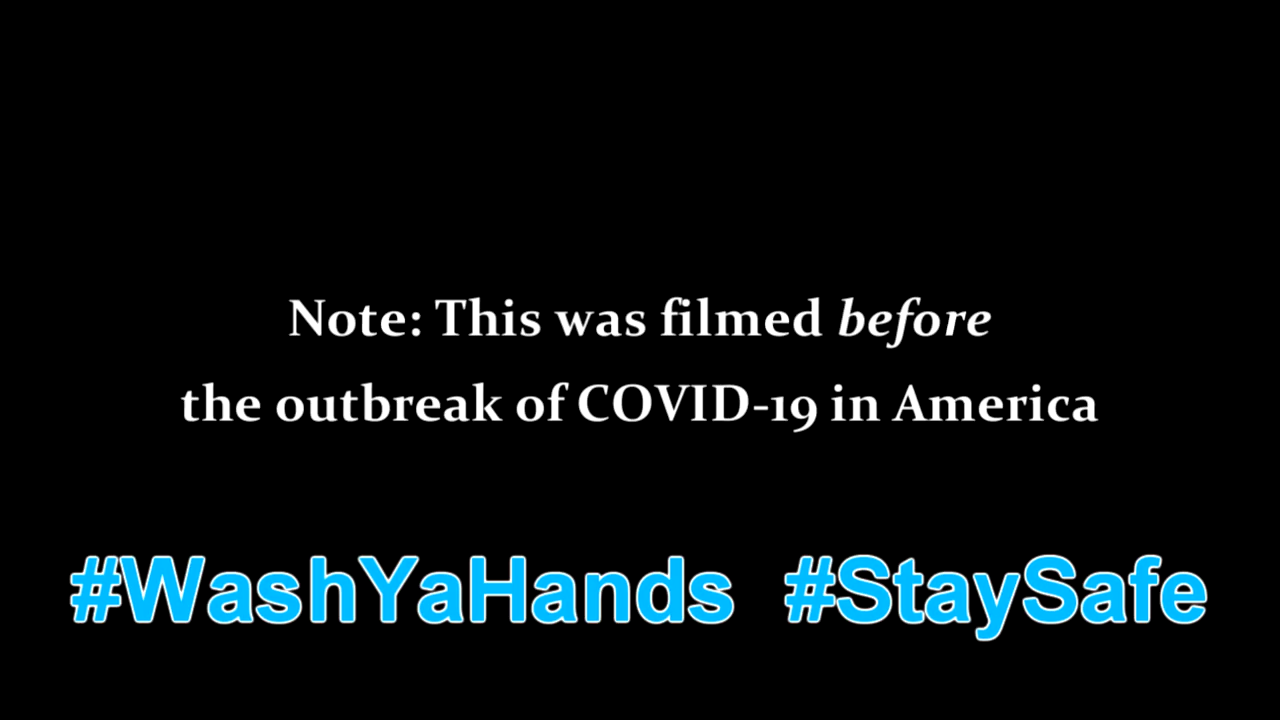 Note: This was filmed before
the outbreak of COVID-19 in America
#WashYaHands #StaySafe